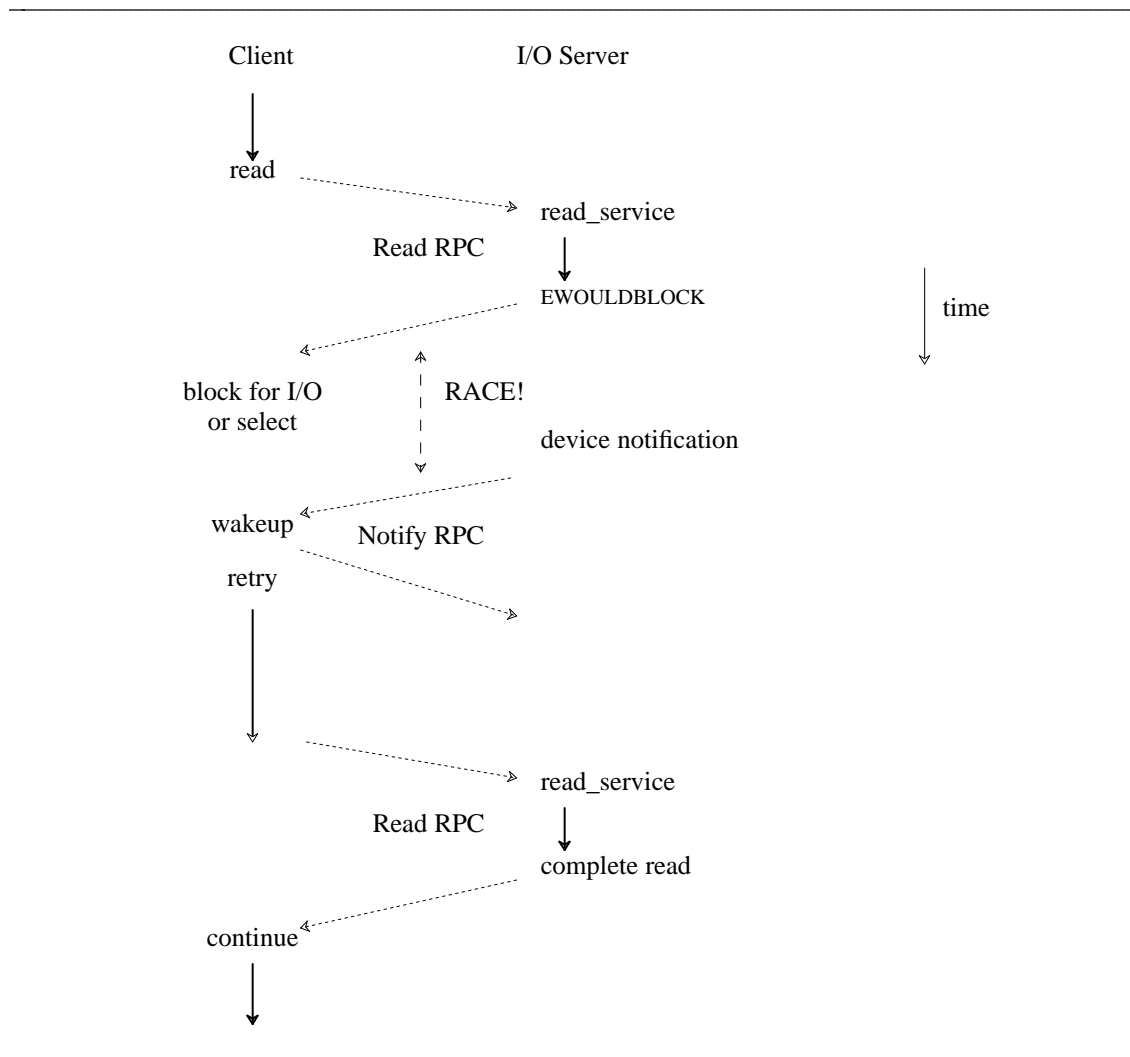 Client I/O Server
read
read_service
Read RPC
EWOULDBLOCK
time
block for I/O RACE!
or select
device notification
wakeup
Notify RPC
retry
read_service
Read RPC
complete read
continue